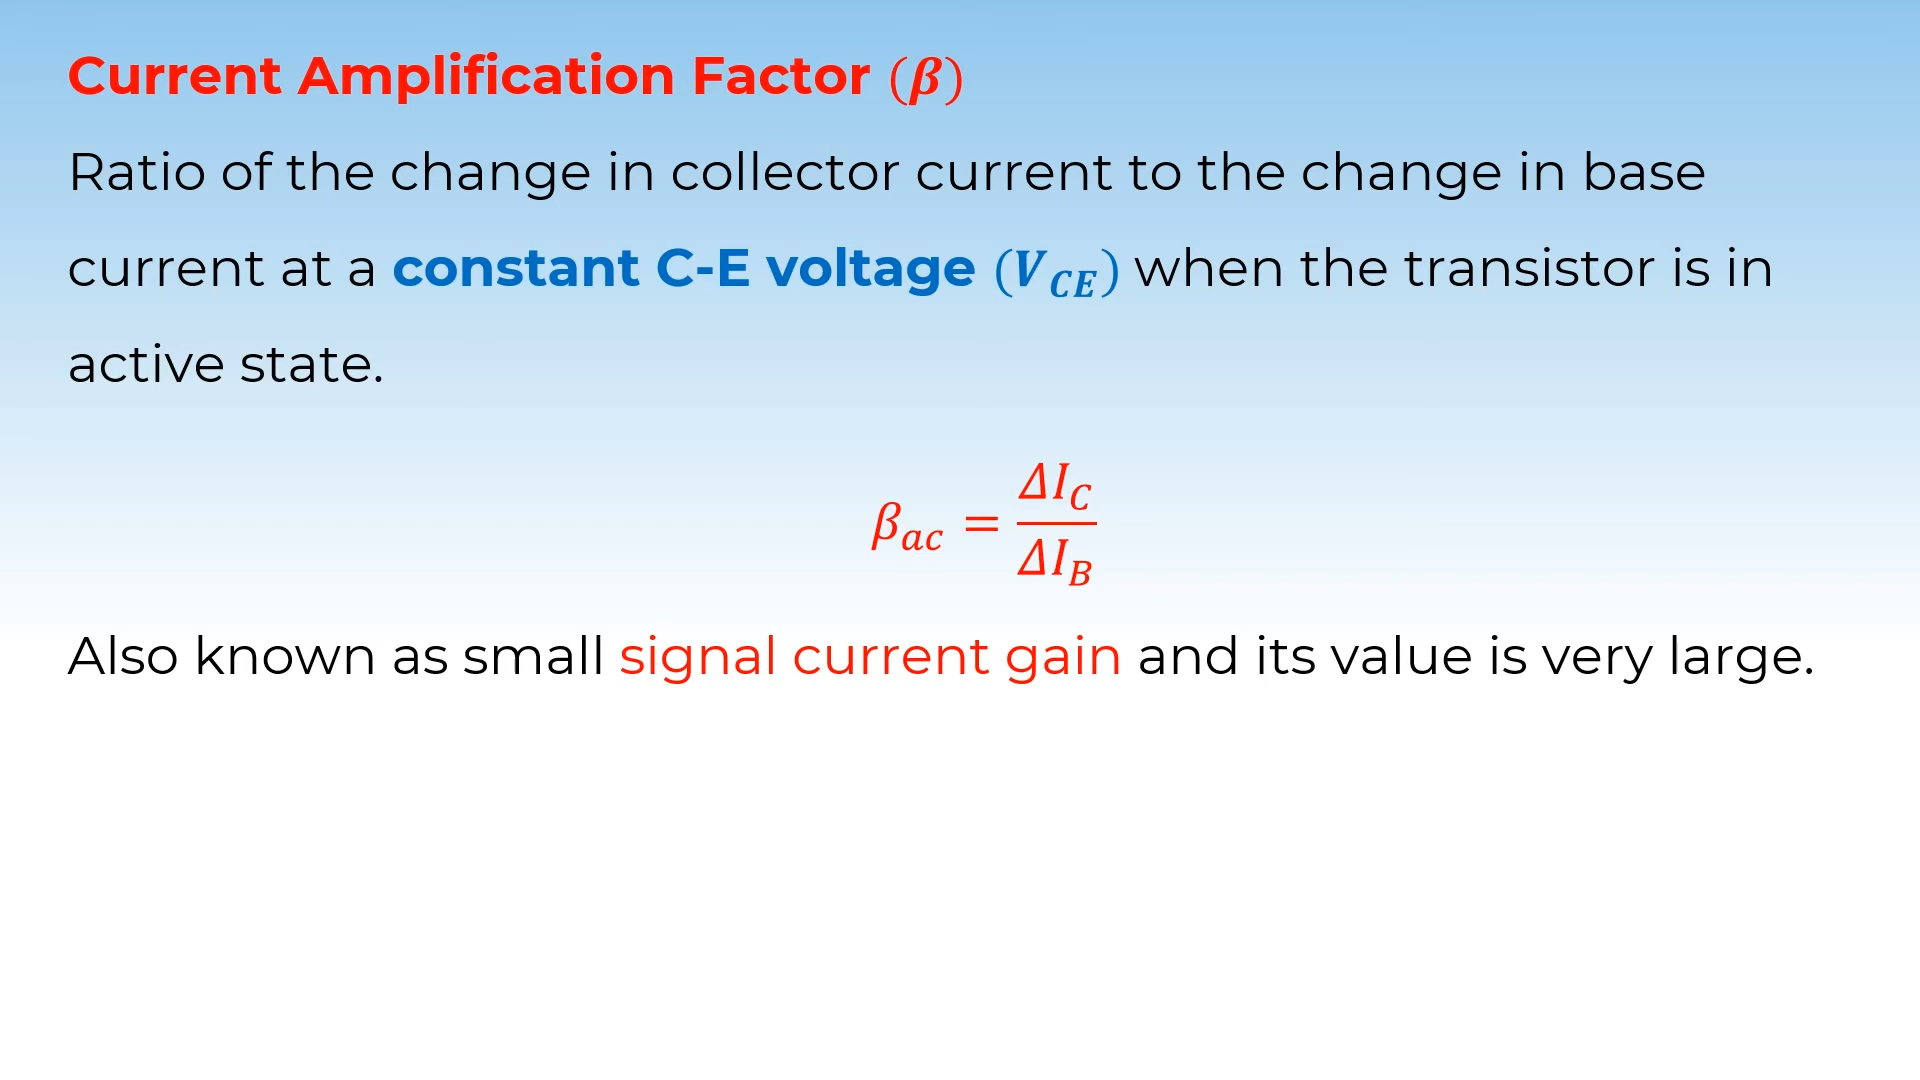 Current Amplification Factor (β)
Ratio of the change in collector current to the change in base
current at a constant C-E voltage (V_CE) when the transistor is in
active state.
β_ac = ΔI_C / ΔI_B
Also known as small signal current gain and its value is very large.